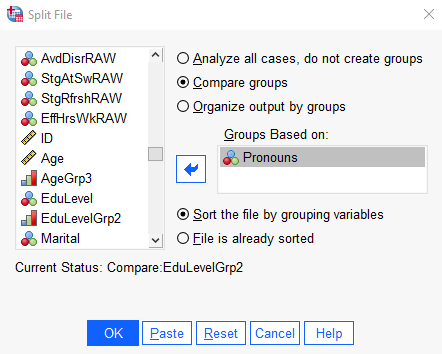 Split File
AvdDisrRAW
StgAtSwRAW
StgRfrshRAW
EffHrsWkRAW
ID
Age
AgeGrp3
EduLevel
EduLevelGrp2
Marital
Analyze all cases, do not create groups
Compare groups
Organize output by groups
Groups Based on:
Pronouns
Sort the file by grouping variables
File is already sorted
Current Status: Compare:EduLevelGrp2
OK Paste Reset Cancel Help